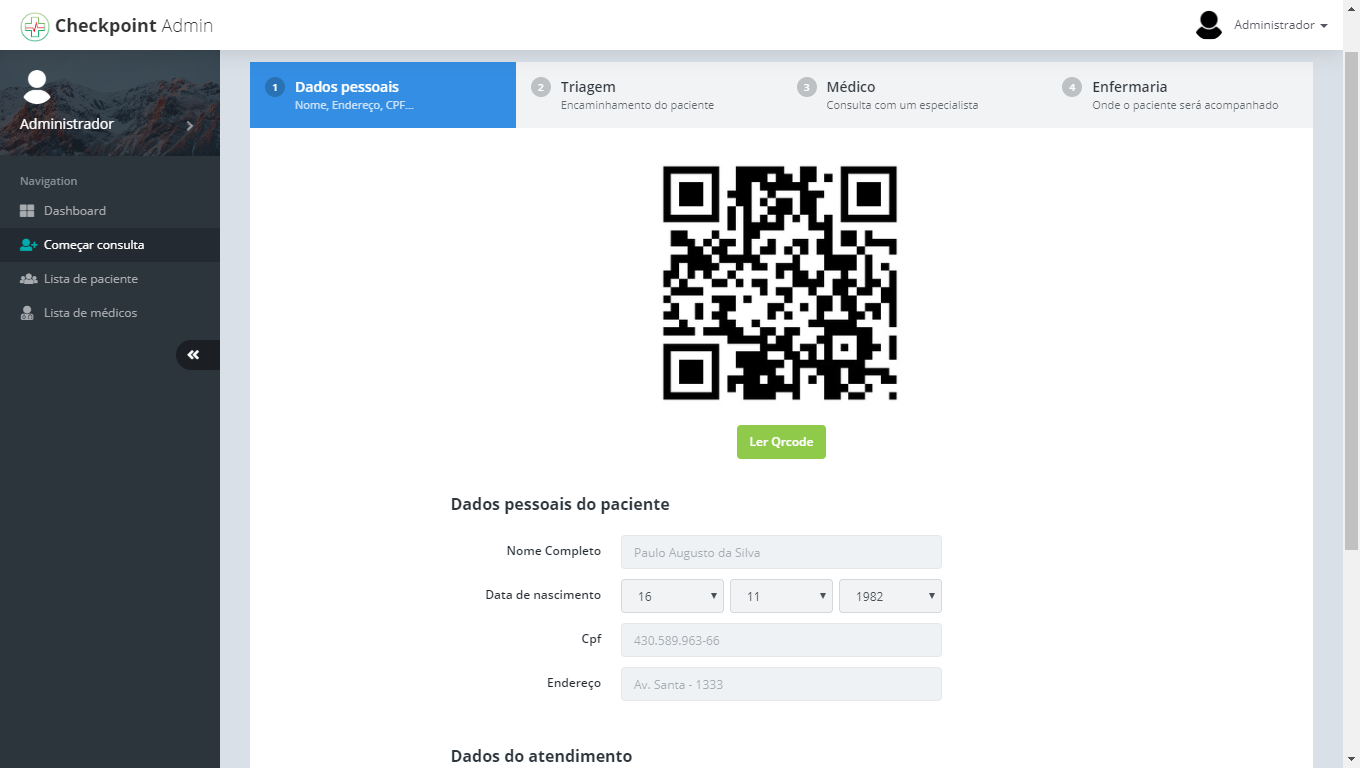 Checkpoint Admin
Administrador
Administrador
Navigation
Dashboard
Começar consulta
Lista de paciente
Lista de médicos
1
Dados pessoais
Nome, Endereço, CPF...
2
Triagem
Encaminhamento do paciente
3
Médico
Consulta com um especialista
4
Enfermaria
Onde o paciente será acompanhado
Ler Qrcode
Dados pessoais do paciente
Nome Completo
Paulo Augusto da Silva
Data de nascimento
16 11 1982
Cpf
430.589.963-66
Endereço
Av. Santa - 1333
Dados do atendimento